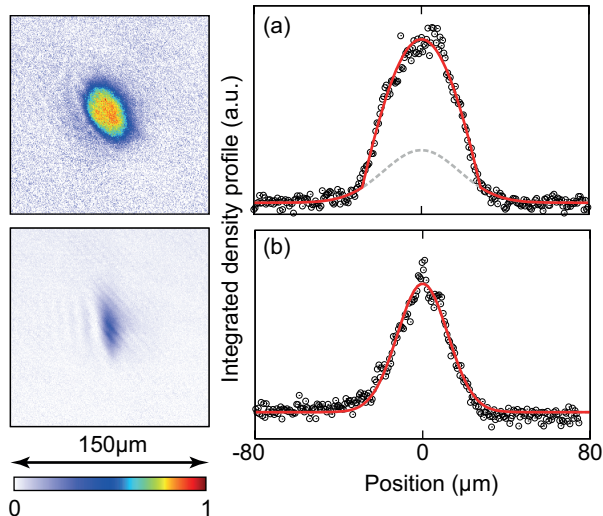 (a)
(b)
Integrated density profile (a.u.)
150μm
-80
0
80
Position (μm)
0
1